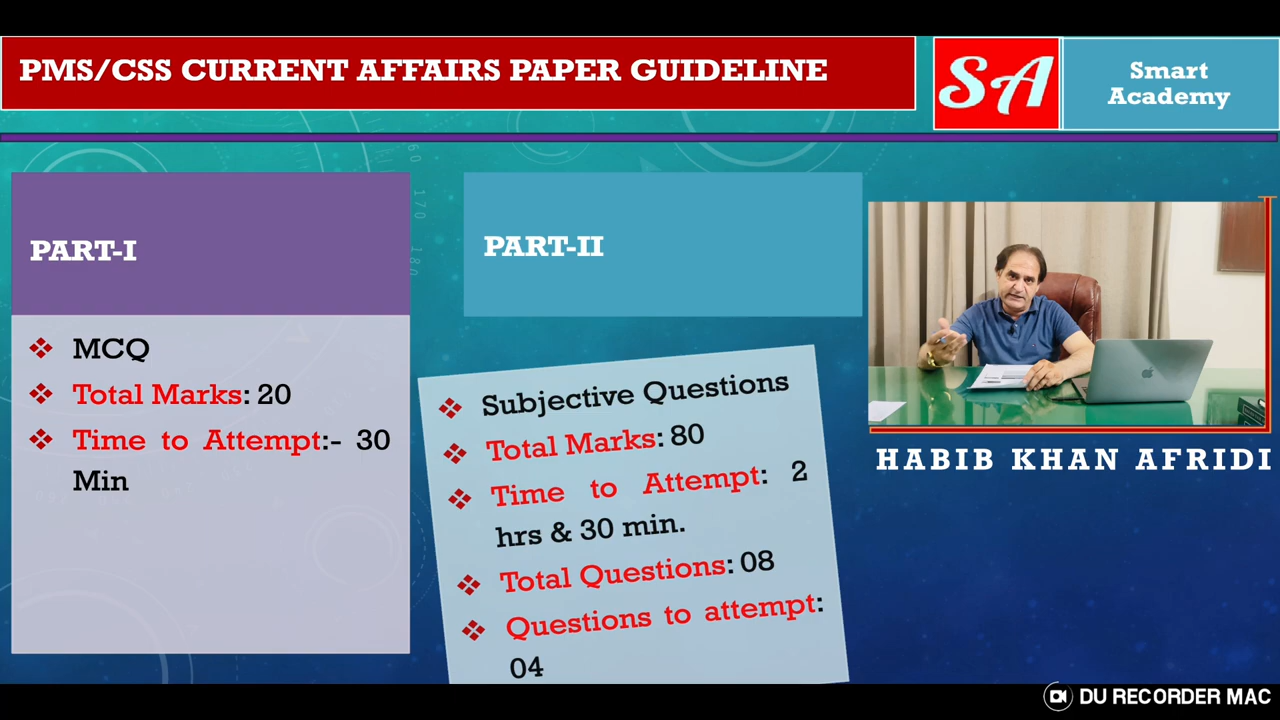 PMS/CSS CURRENT AFFAIRS PAPER GUIDELINE
SA
Smart
Academy
PART-I
MCQ
Total Marks: 20
Time to Attempt:- 30
Min
PART-II
Subjective Questions
Total Marks: 80
Time to Attempt: 2
hrs & 30 min.
Total Questions: 08
Questions to attempt:
04
HABIB KHAN AFRIDI
DU RECORDER MAC